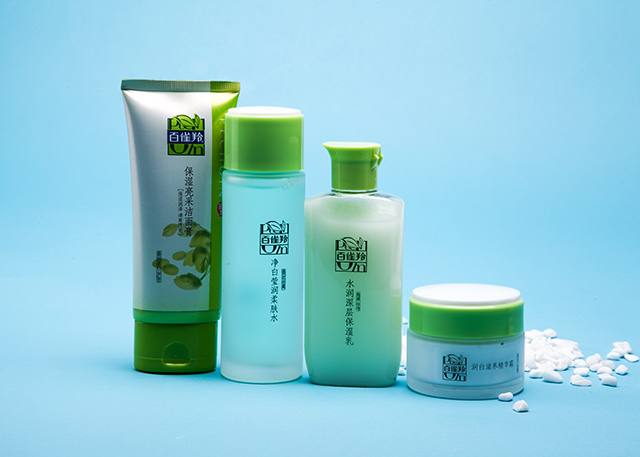 百雀羚
保湿亮采洁面膏
百雀羚
净白莹润柔肤水
百雀羚
水润深层保湿乳
百雀羚
润白滋养精华霜